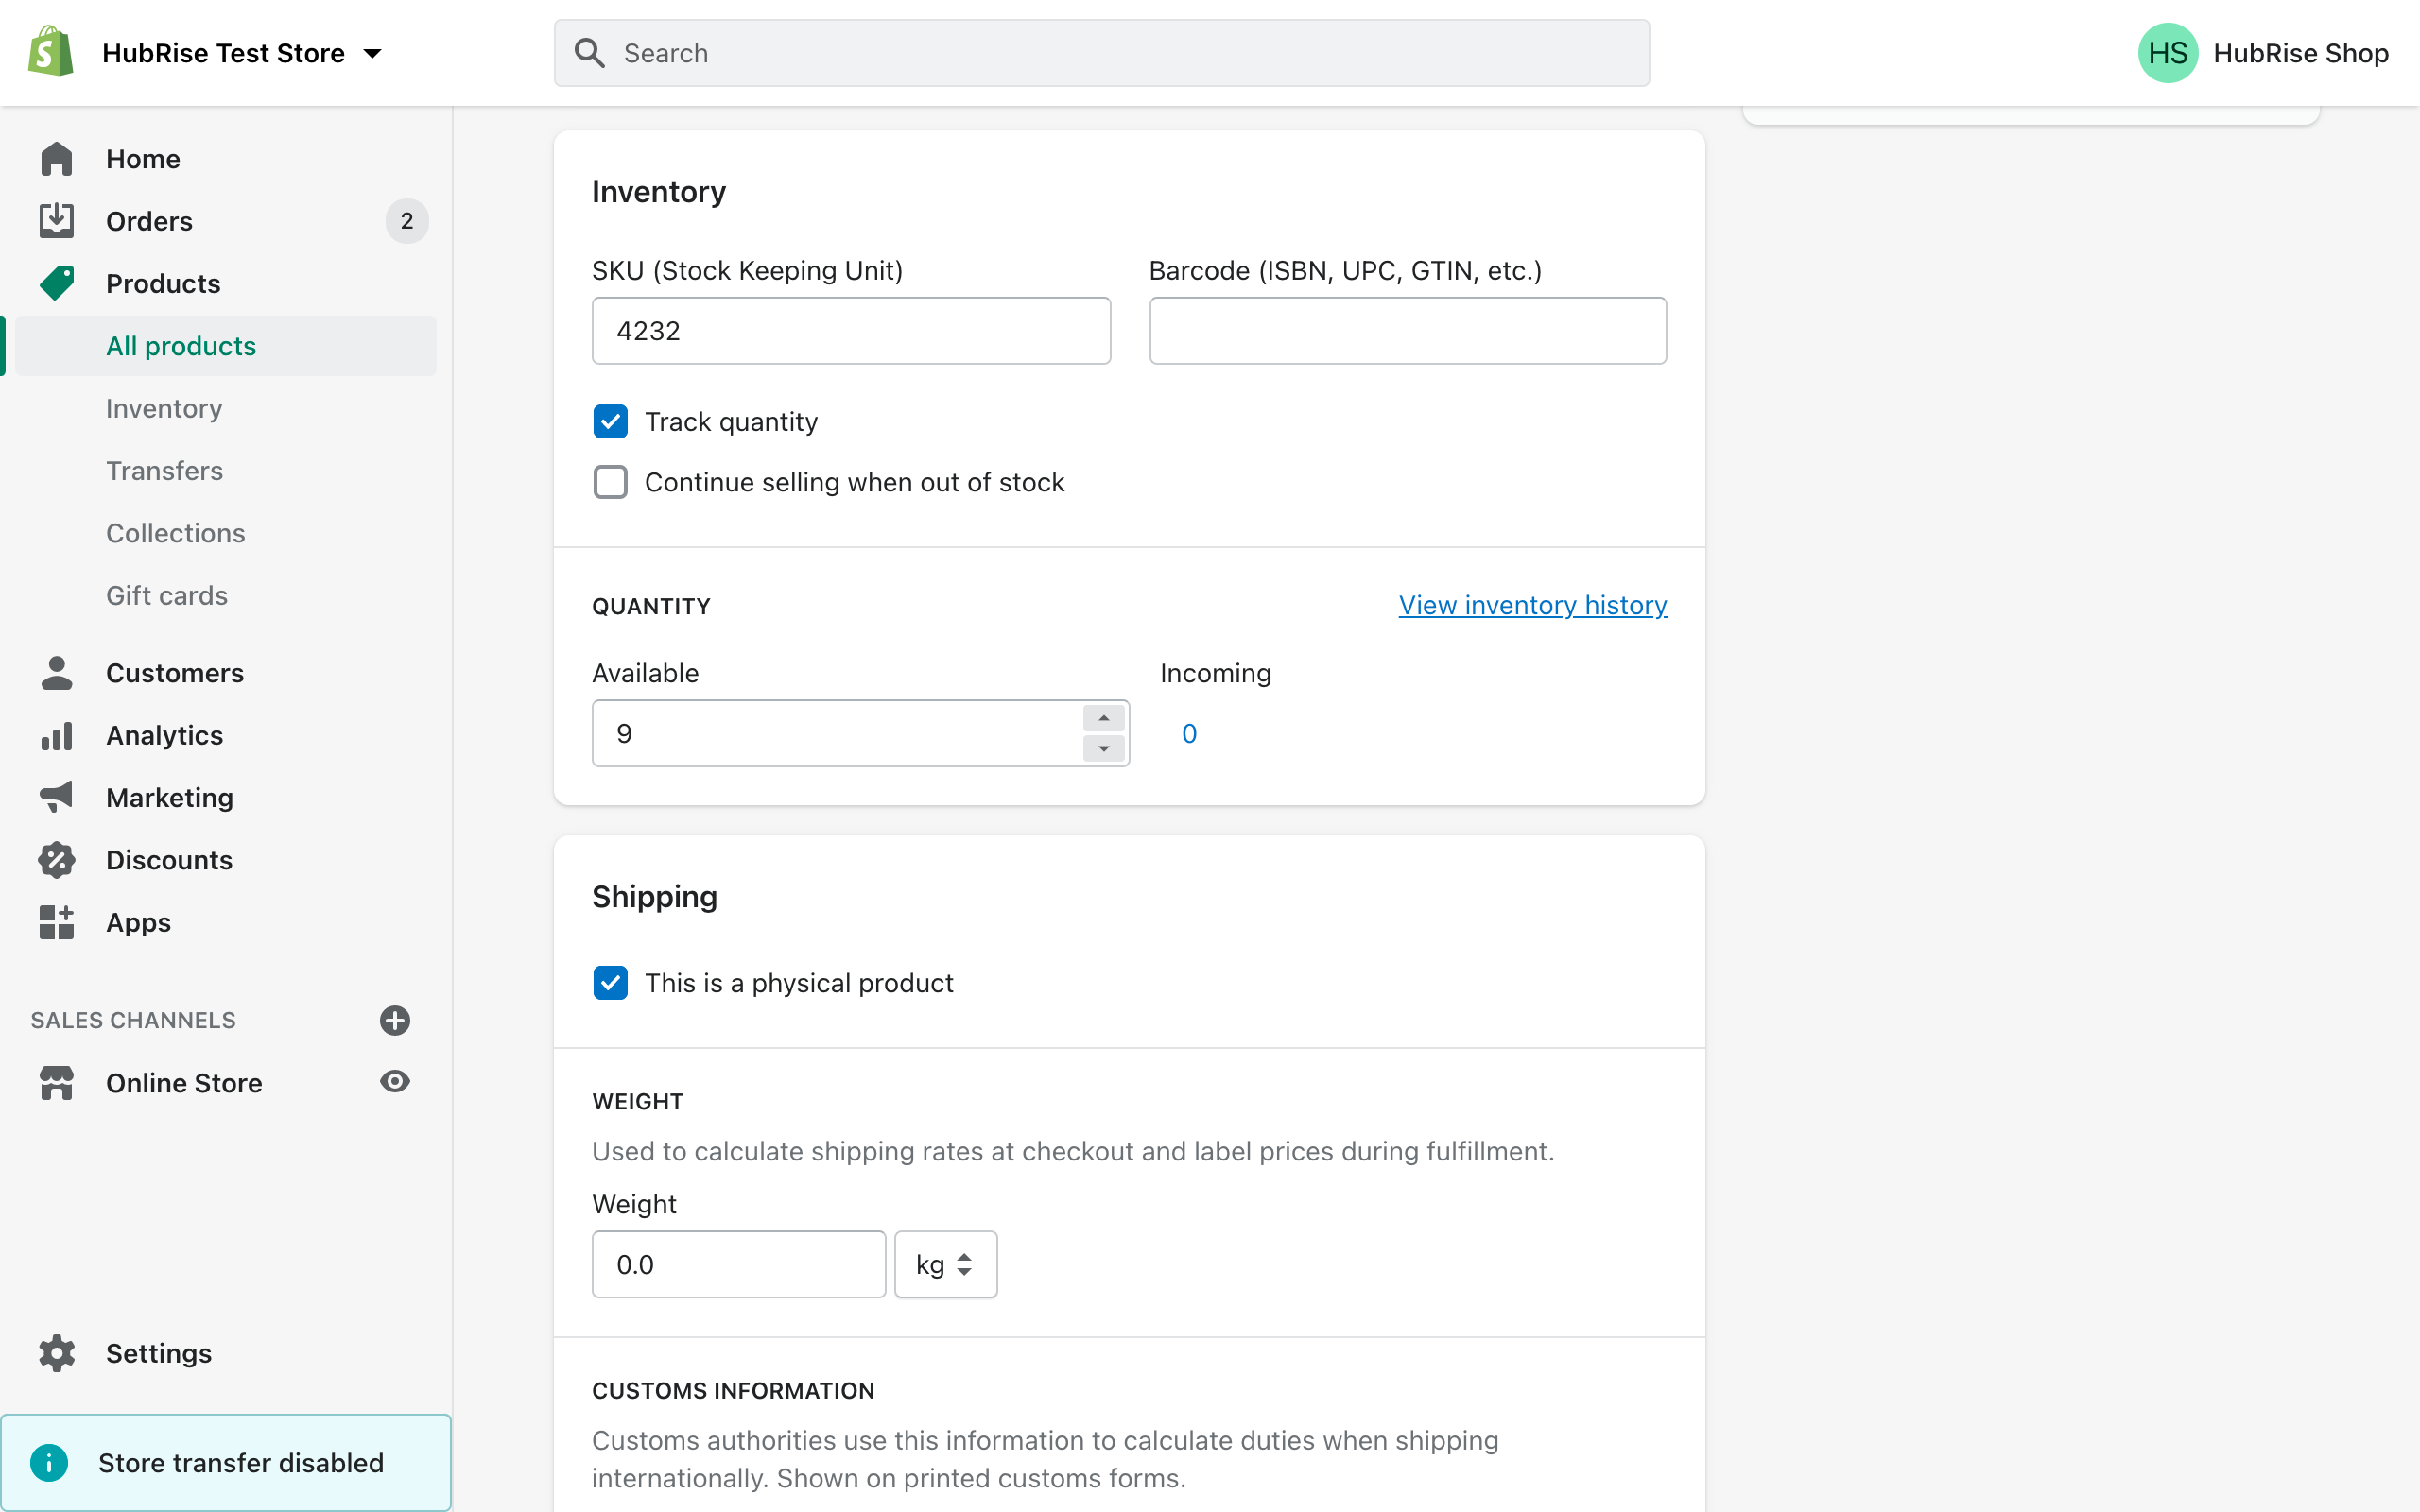 HubRise Test Store
Search
HS HubRise Shop
Home
Orders 2
Products
All products
Inventory
Transfers
Collections
Gift cards
Customers
Analytics
Marketing
Discounts
Apps
SALES CHANNELS
Online Store
Settings
Store transfer disabled
Inventory
SKU (Stock Keeping Unit) Barcode (ISBN, UPC, GTIN, etc.)
4232
Track quantity
Continue selling when out of stock
QUANTITY View inventory history
Available Incoming
9 0
Shipping
This is a physical product
WEIGHT
Used to calculate shipping rates at checkout and label prices during fulfillment.
Weight
0.0 kg
CUSTOMS INFORMATION
Customs authorities use this information to calculate duties when shipping
internationally. Shown on printed customs forms.